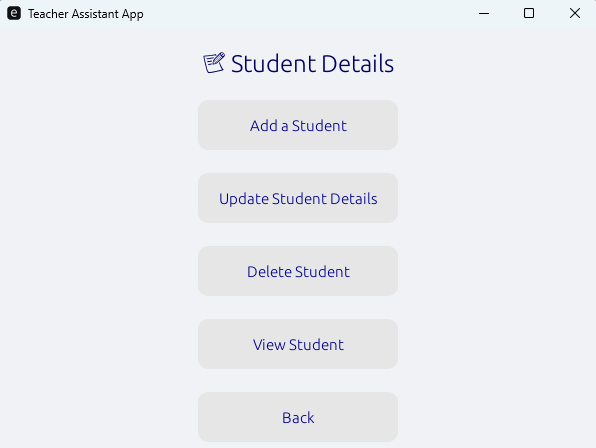 Teacher Assistant App
Student Details
Add a Student
Update Student Details
Delete Student
View Student
Back